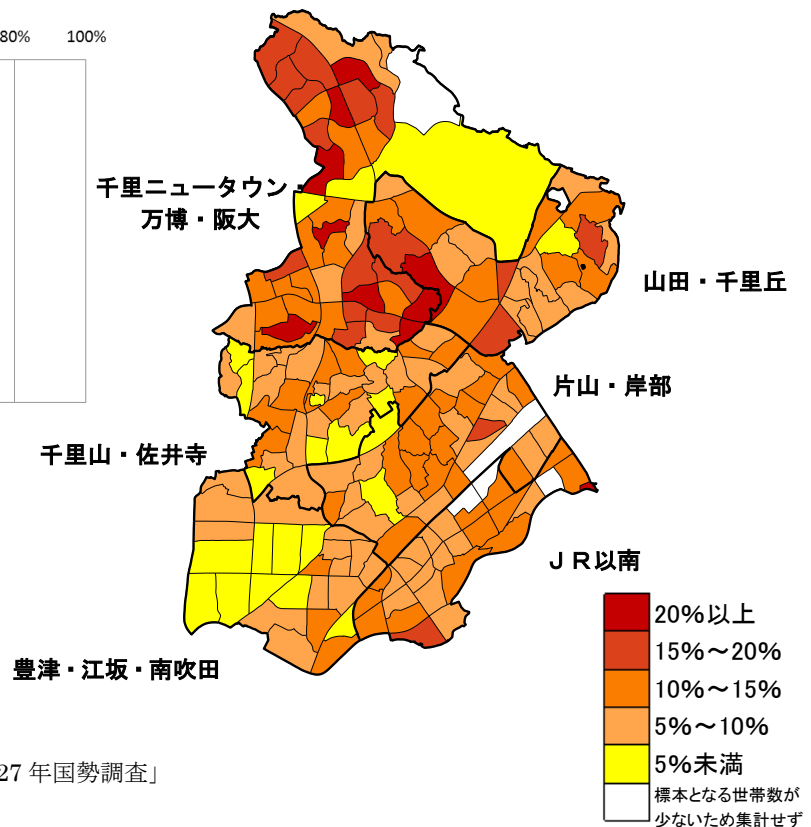 80% 100%
千里ニュータウン・
万博・阪大
山田・千里丘
片山・岸部
千里山・佐井寺
JR以南
豊津・江坂・南吹田
20%以上
15%～20%
10%～15%
5%～10%
5%未満
標本となる世帯数が
少ないため集計せず
27 年国勢調査」